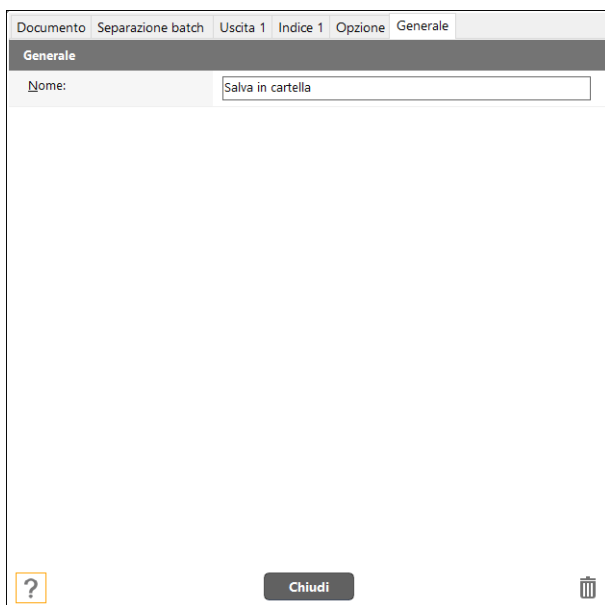 Documento Separazione batch Uscita 1 Indice 1 Opzione Generale
Generale
Nome: Salva in cartella
? Chiudi